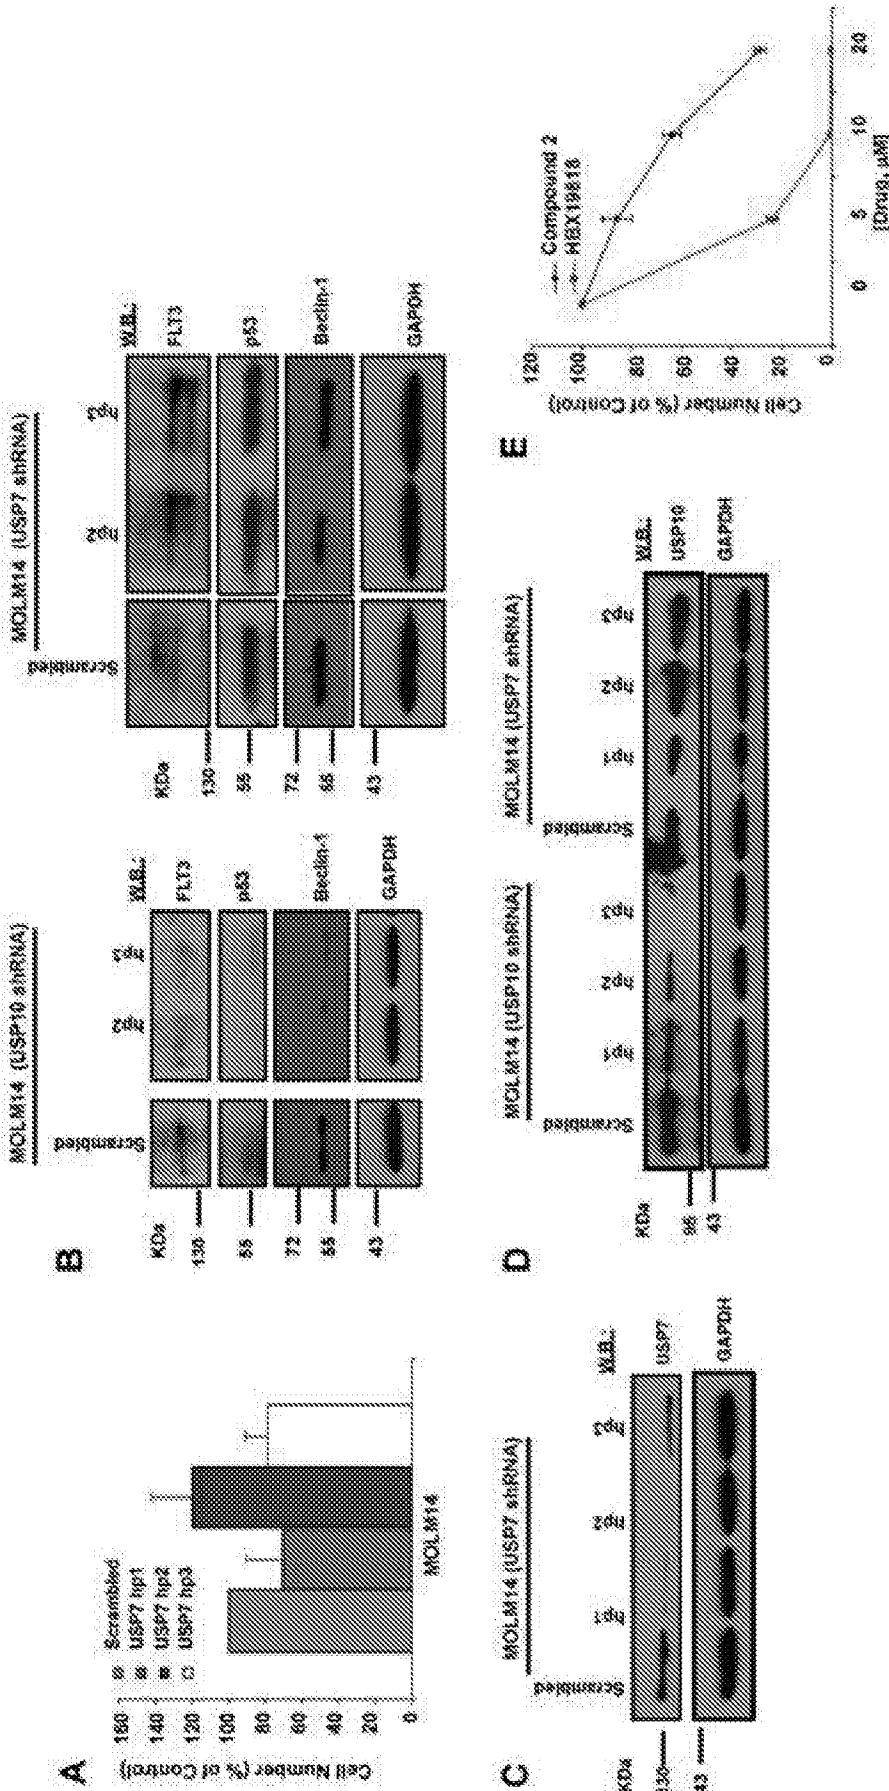 A
Cell Number (% of Control)
160
140
120
100
80
60
40
20
0
Scrambled
USP7 hp1
USP7 hp2
USP7 hp3
MOLM14
B
MOLM14 (USP10 shRNA)
Scrambled
hp2
hp3
KDa
W.B.:
130
FLT3
55
p53
72
55
Beclin-1
43
GAPDH
MOLM14 (USP7 shRNA)
Scrambled
hp2
hp3
KDa
W.B.:
130
FLT3
55
p53
72
55
Beclin-1
43
GAPDH
C
MOLM14 (USP7 shRNA)
Scrambled
hp1
hp2
hp3
KDa
W.B.:
130
USP7
43
GAPDH
D
MOLM14 (USP10 shRNA)
MOLM14 (USP7 shRNA)
Scrambled
hp1
hp2
hp3
Scrambled
hp1
hp2
hp3
KDa
W.B.:
95
USP10
43
GAPDH
E
Cell Number (% of Control)
120
100
80
60
40
20
0
Compound 2
HBX19818
0
5
10
20
[Drug, µM]